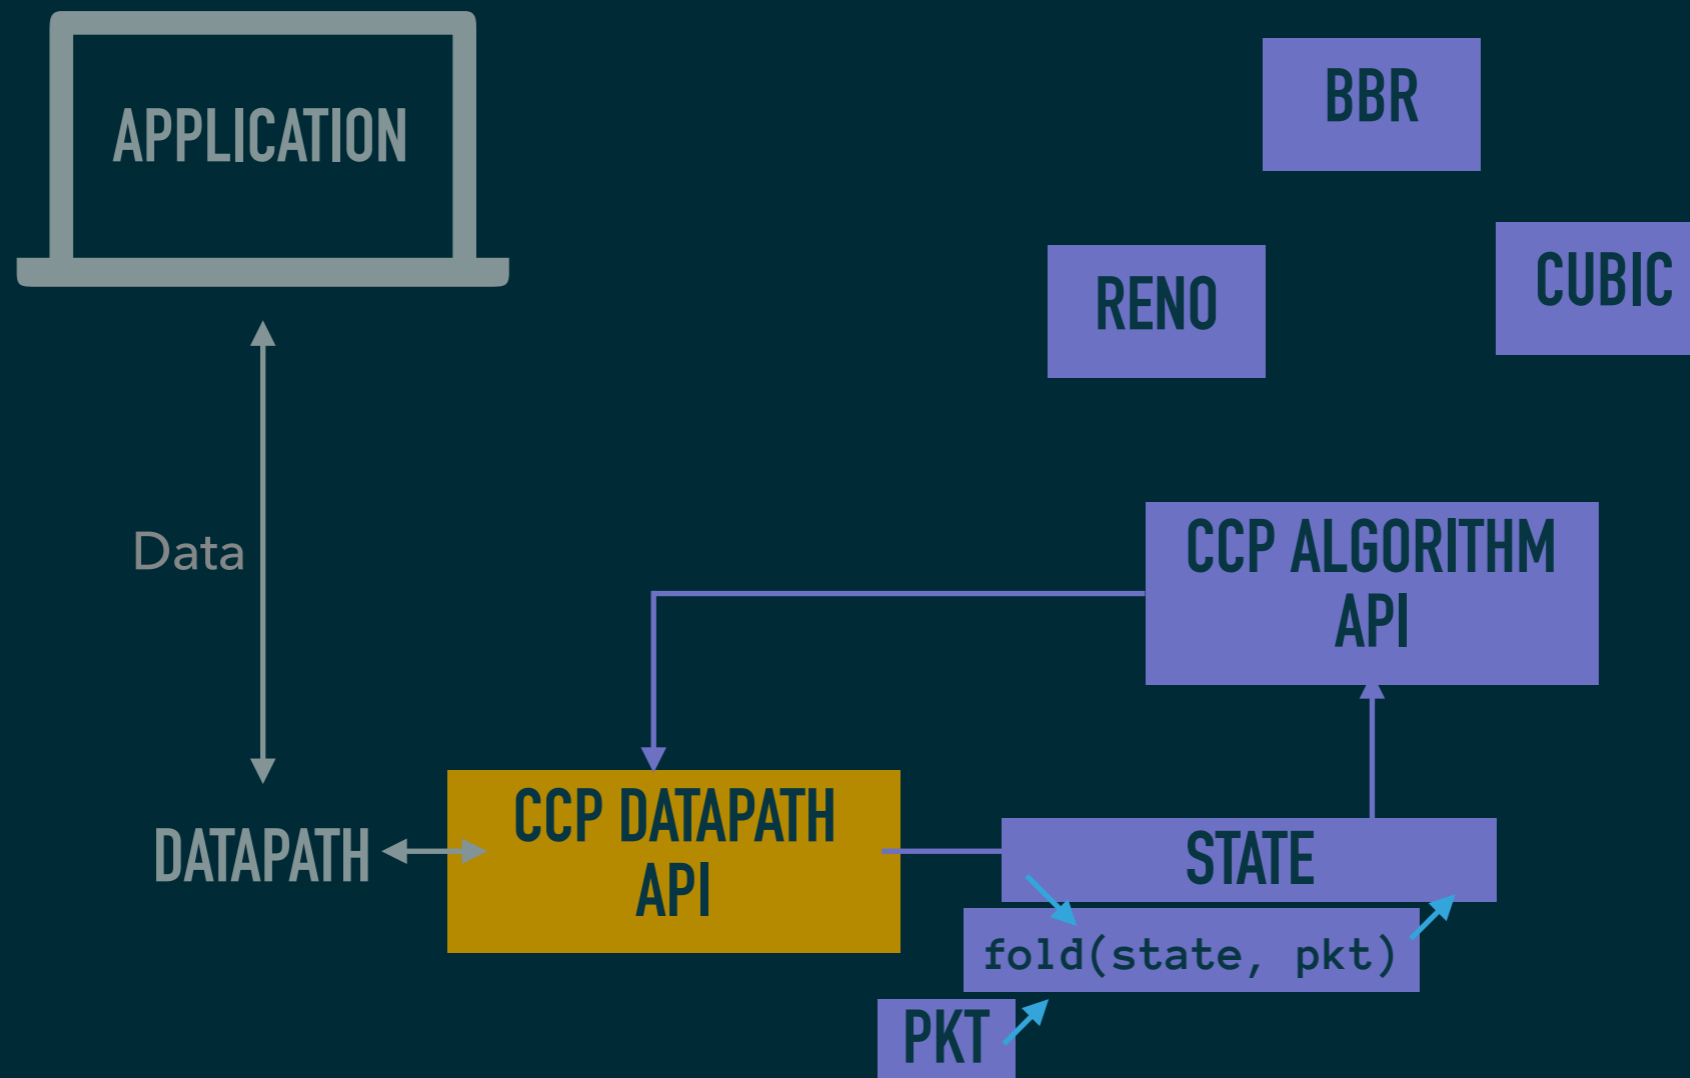 APPLICATION
BBR
RENO
CUBIC
Data
CCP ALGORITHM
API
DATAPATH
CCP DATAPATH
API
STATE
fold(state, pkt)
PKT